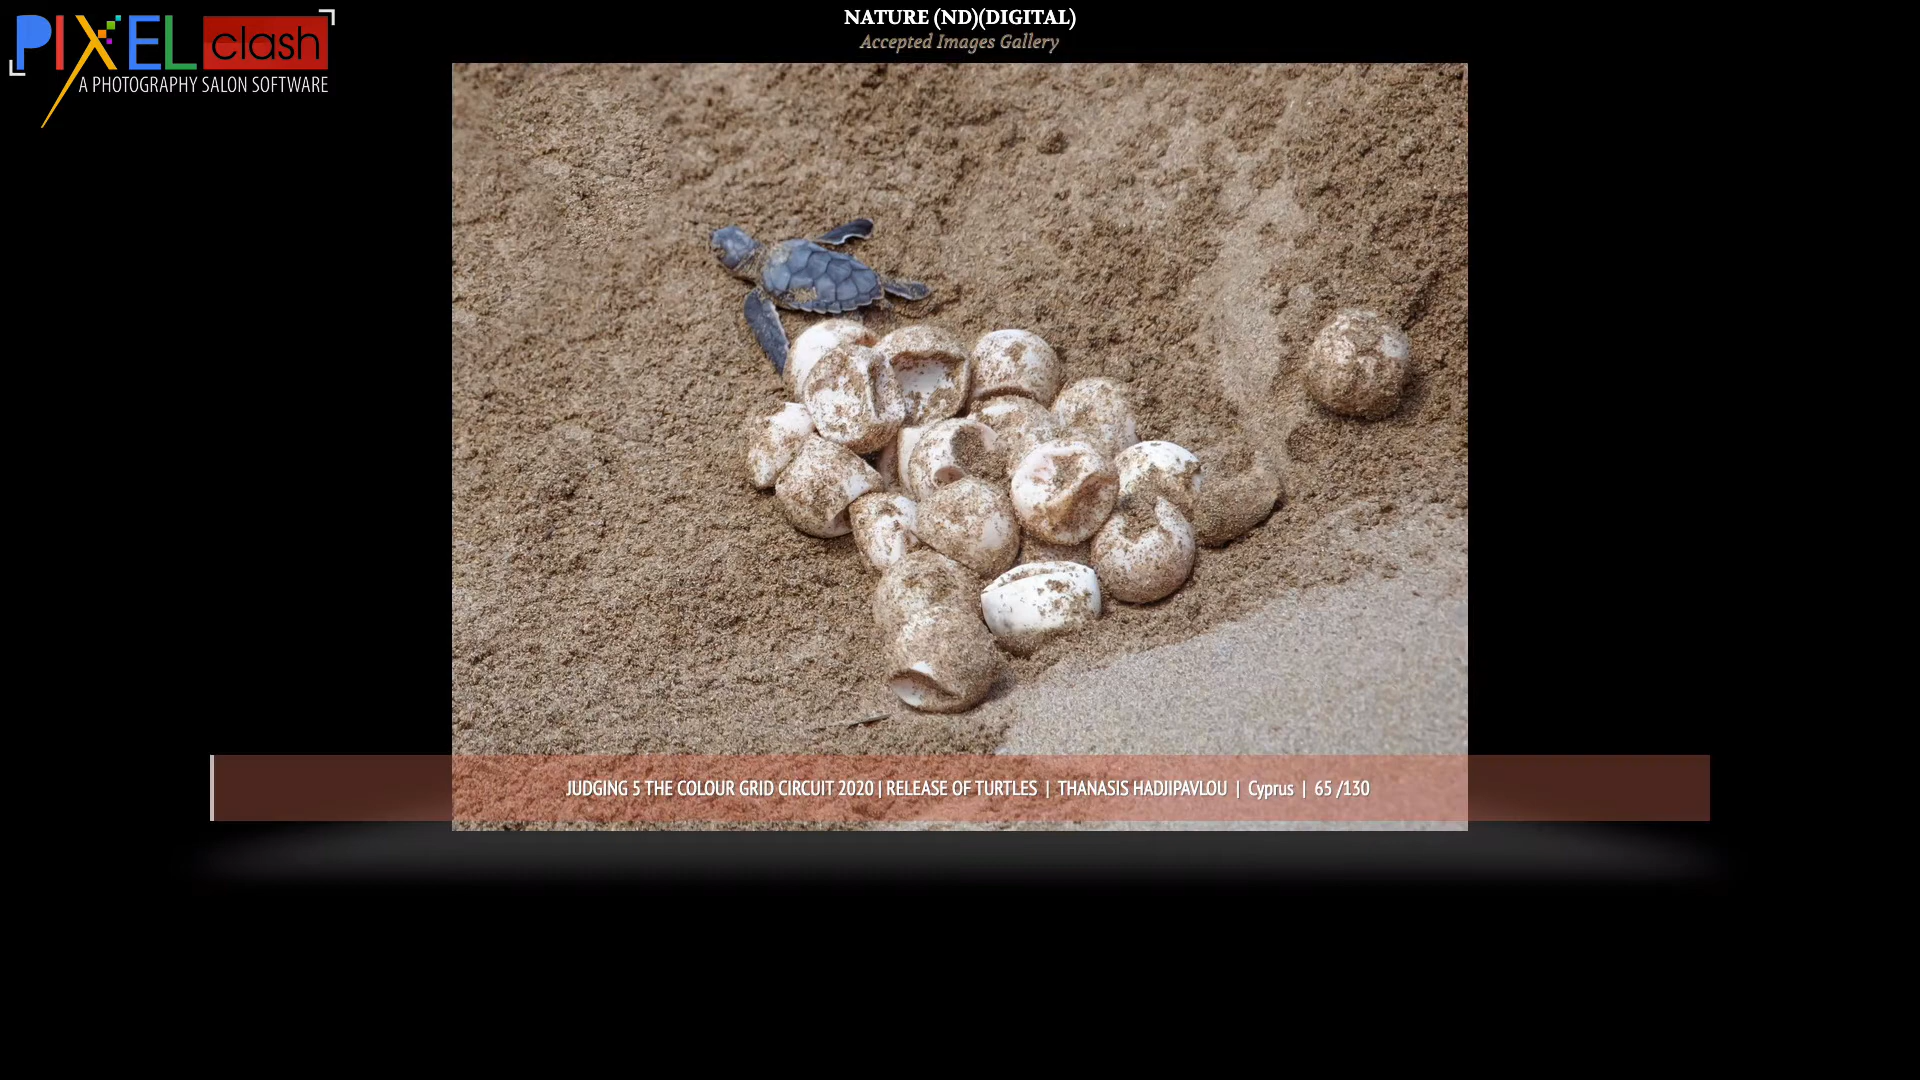 PIXEL clash
A PHOTOGRAPHY SALON SOFTWARE
NATURE (ND)(DIGITAL)
Accepted Images Gallery
JUDGING 5 THE COLOUR GRID CIRCUIT 2020 | RELEASE OF TURTLES | THANASIS HADJIPAVLOU | Cyprus | 65 /130